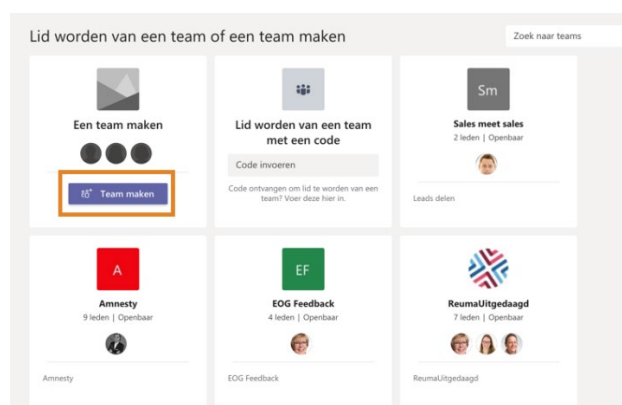 Lid worden van een team of een team maken
Zoek naar teams
Een team maken
Team maken
Lid worden van een team
met een code
Code invoeren
Code ontvangen om lid te worden van een
team? Voer deze hier in.
Sm
Sales meet sales
2 leden | Openbaar
Leads delen
A
Amnesty
9 leden | Openbaar
Amnesty
EF
EOG Feedback
4 leden | Openbaar
EOG Feedback
ReumaUitgedaagd
7 leden | Openbaar
ReumaUitgedaagd